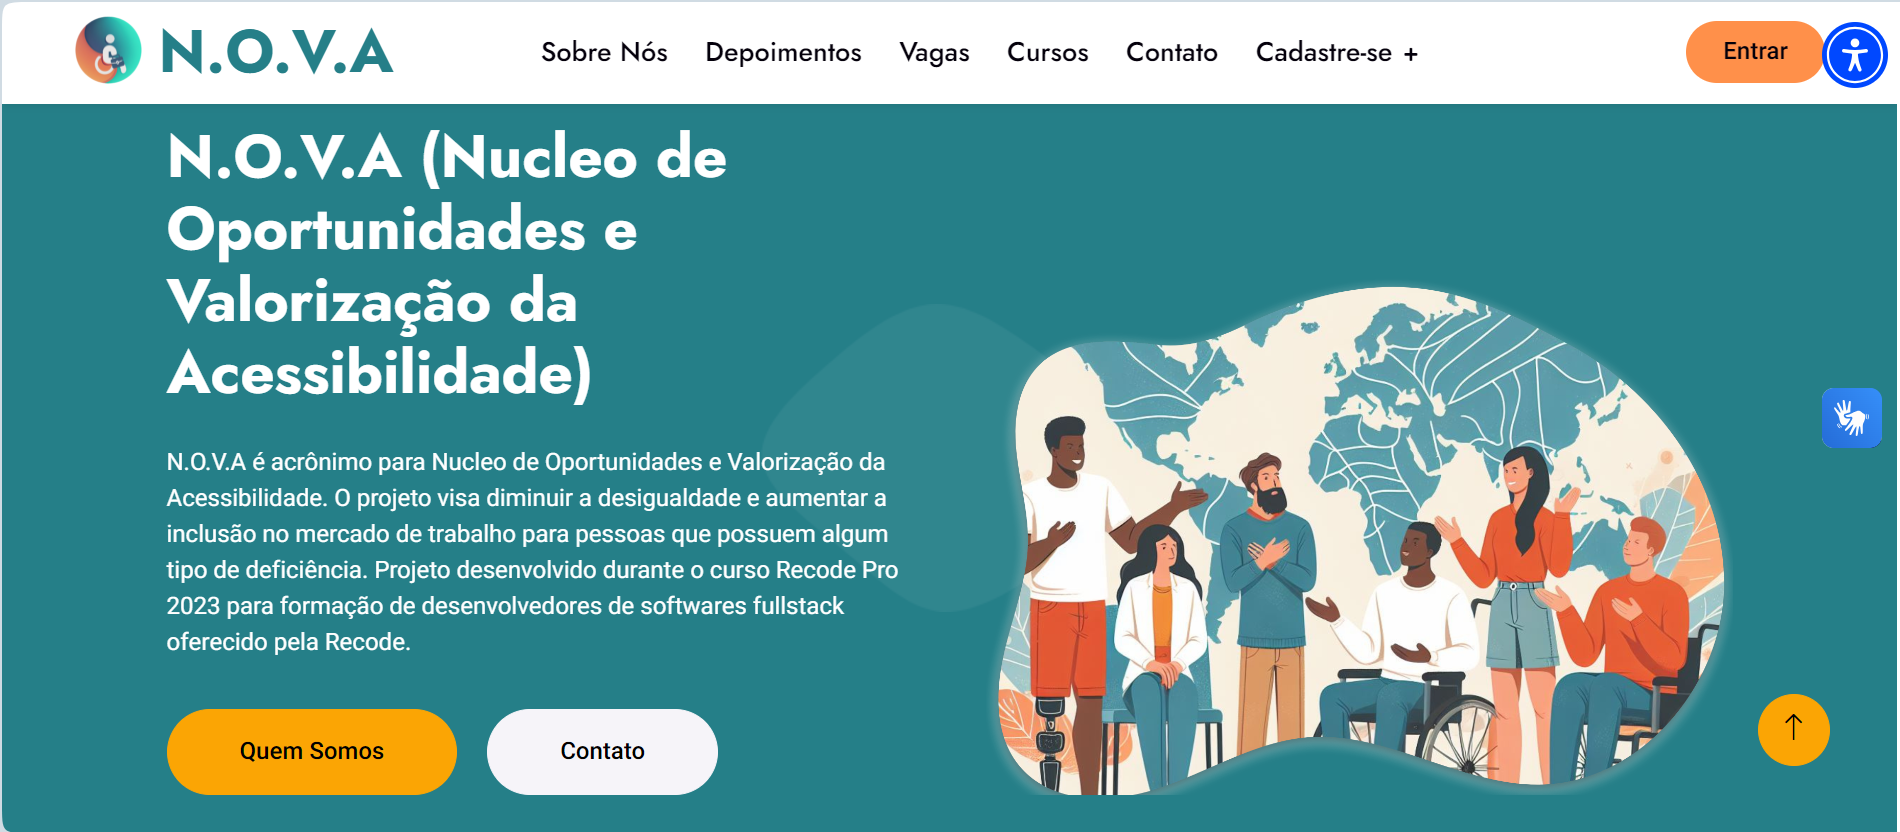 N.O.V.A
Sobre Nós
Depoimentos
Vagas
Cursos
Contato
Cadastre-se +
Entrar
N.O.V.A (Nucleo de
Oportunidades e
Valorização da
Acessibilidade)
N.O.V.A é acrônimo para Nucleo de Oportunidades e Valorização da
Acessibilidade. O projeto visa diminuir a desigualdade e aumentar a
inclusão no mercado de trabalho para pessoas que possuem algum
tipo de deficiência. Projeto desenvolvido durante o curso Recode Pro
2023 para formação de desenvolvedores de softwares fullstack
oferecido pela Recode.
Quem Somos
Contato